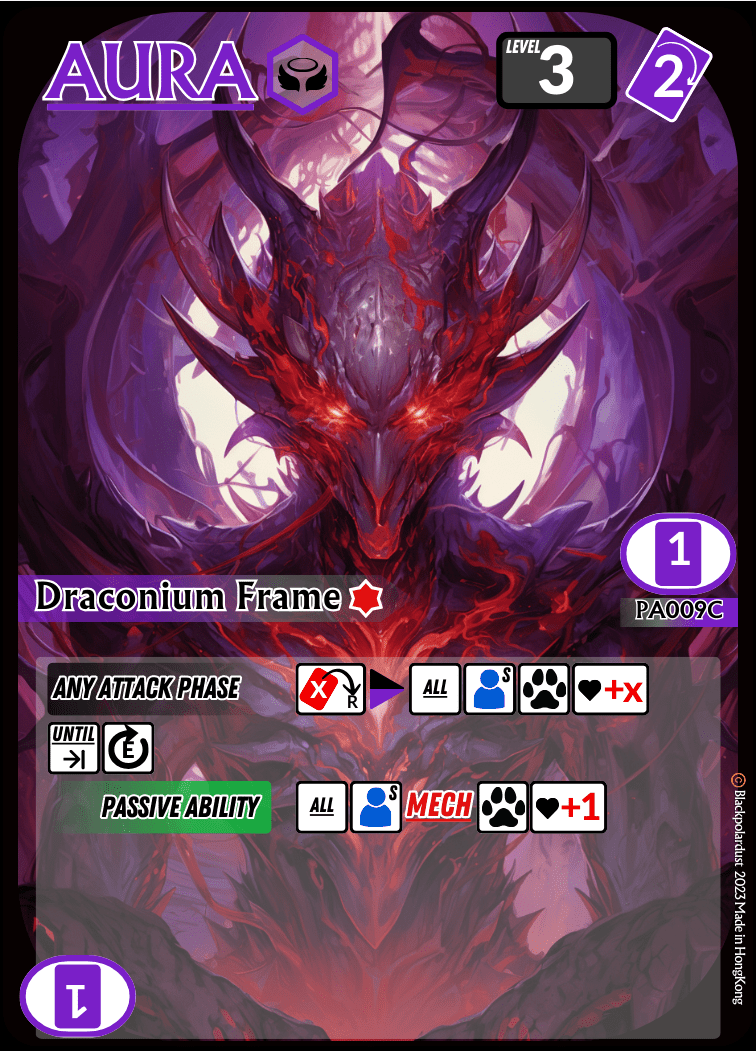 AURA
LEVEL 3
2
1
Draconium Frame
PA009C
ANY ATTACK PHASE X R ALL S +X
UNTIL E
PASSIVE ABILITY ALL S MECH +1
© Blackpolardust 2023 Made in HongKong
1